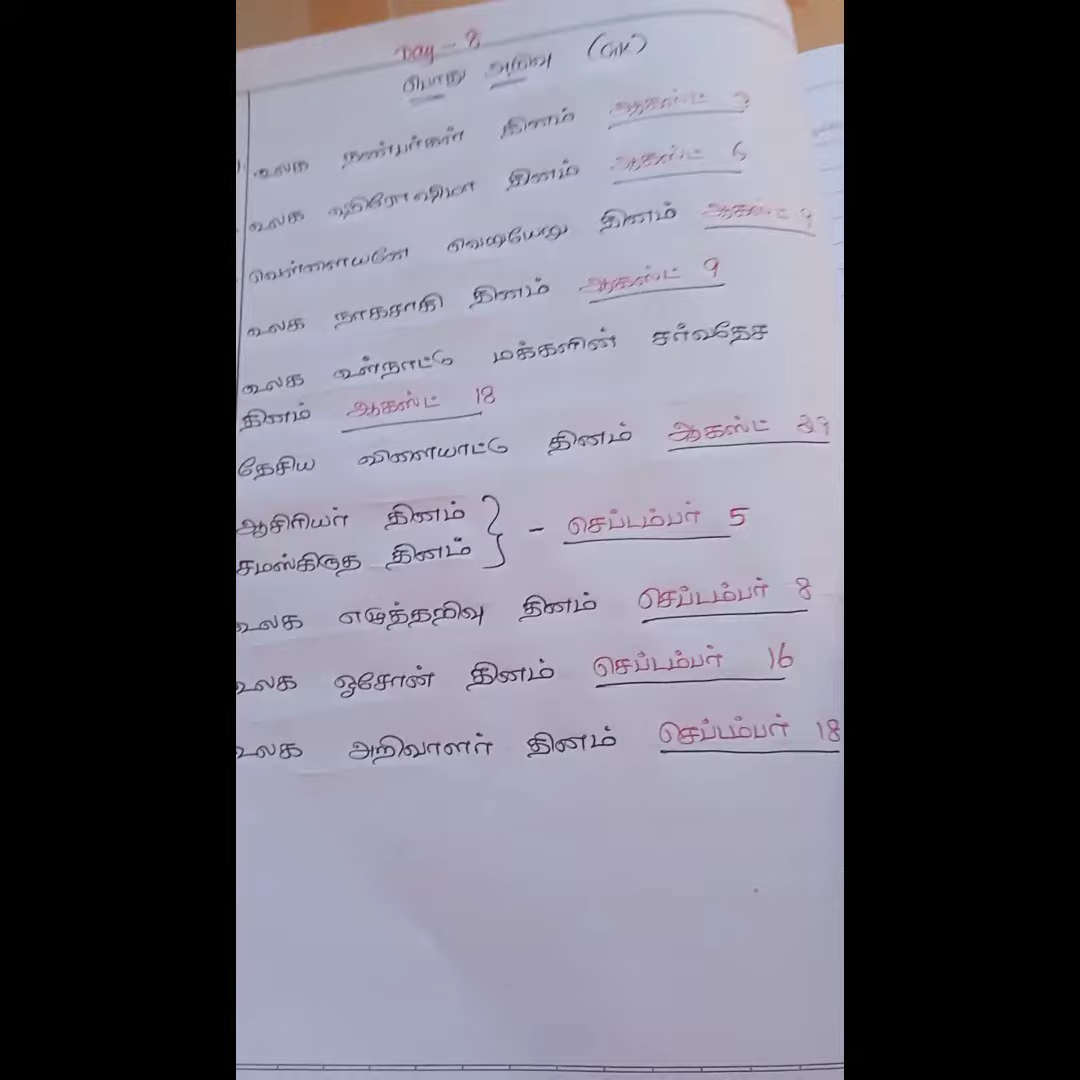 Day - 8
பொது அறிவு (GK)
உலக நண்பர்கள் தினம் ஆகஸ்ட் 3
உலக ஹிரோஷிமா தினம் ஆகஸ்ட் 6
வெள்ளையனே வெளியேறு தினம் ஆகஸ்ட் 9
உலக நாகசாகி தினம் ஆகஸ்ட் 9
உலக உள்நாட்டு மக்களின் சர்வதேச
தினம் ஆகஸ்ட் 18
தேசிய விளையாட்டு தினம் ஆகஸ்ட் 29
ஆசிரியர் தினம் } - செப்டம்பர் 5
சமஸ்கிருத தினம்
உலக எழுத்தறிவு தினம் செப்டம்பர் 8
உலக ஓசோன் தினம் செப்டம்பர் 16
உலக அறிவாளர் தினம் செப்டம்பர் 18